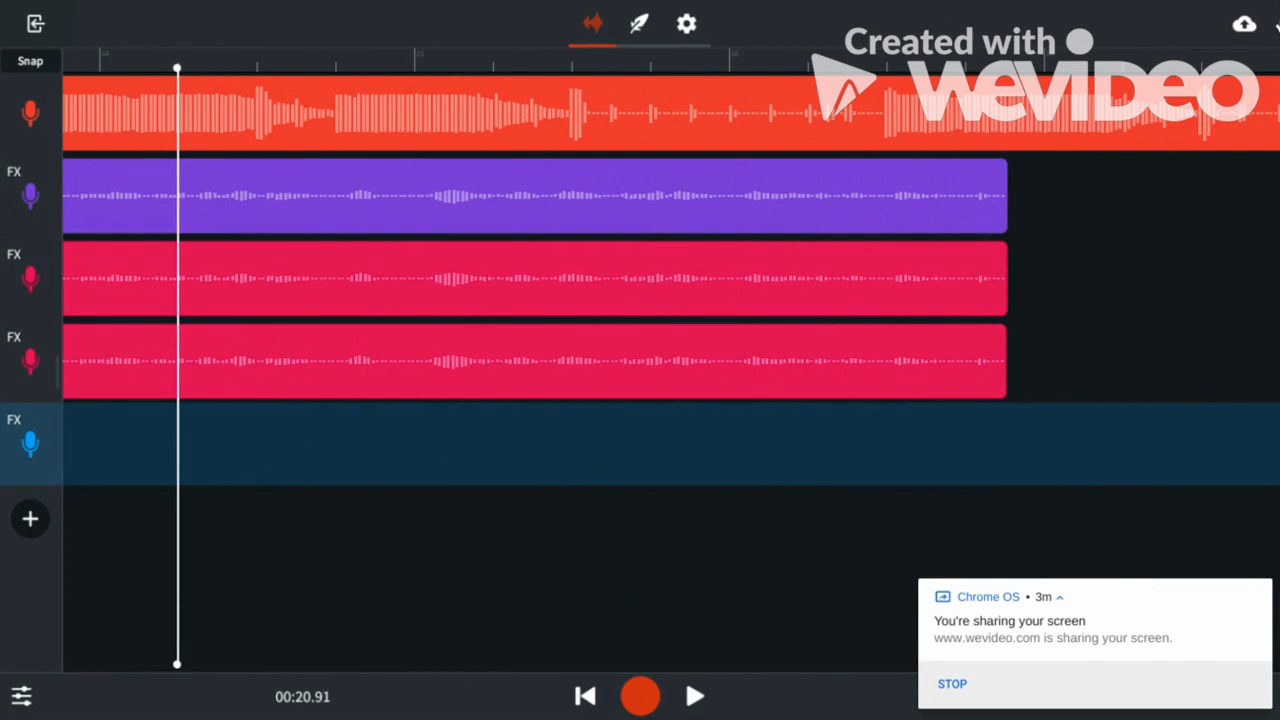 Created with
WEVIDEO
Snap
FX
FX
FX
FX
Chrome OS • 3m
You're sharing your screen
www.wevideo.com is sharing your screen.
STOP
00:20.91